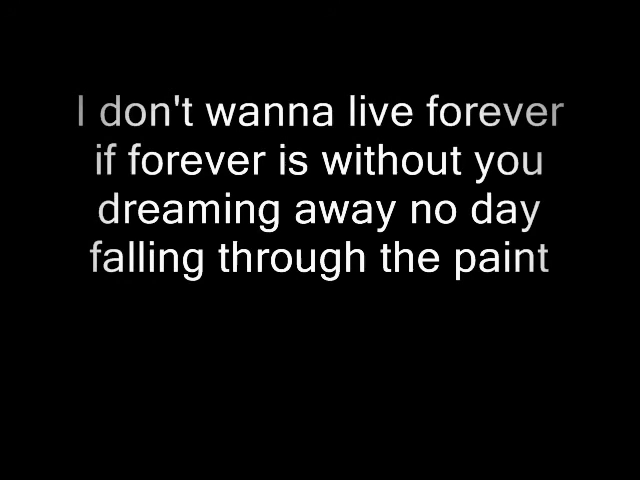 I don't wanna live forever
if forever is without you
dreaming away no day
falling through the paint